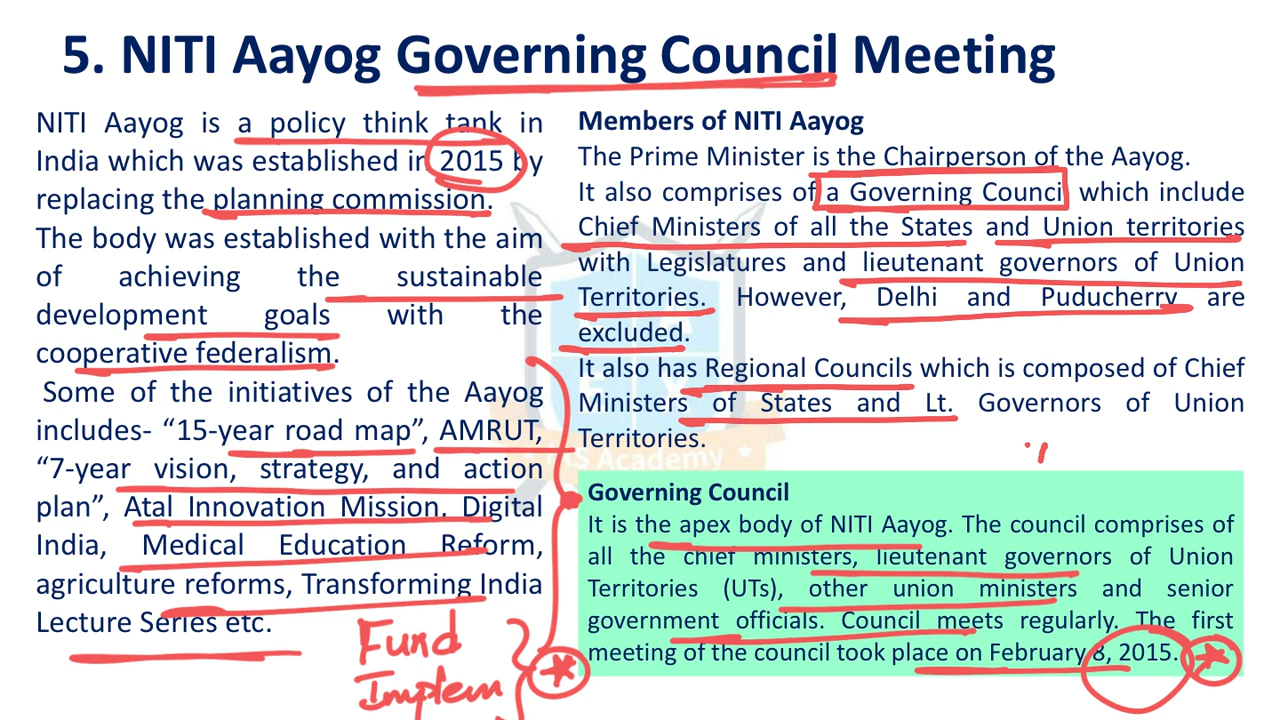 5. NITI Aayog Governing Council Meeting
NITI Aayog is a policy think tank in
India which was established in 2015 by
replacing the planning commission.
The body was established with the aim
of achieving the sustainable
development goals with the
cooperative federalism.
Some of the initiatives of the Aayog
includes- “15-year road map”, AMRUT,
“7-year vision, strategy, and action
plan”, Atal Innovation Mission. Digital
India, Medical Education Reform,
agriculture reforms, Transforming India
Lecture Series etc.
Fund
Implem
Members of NITI Aayog
The Prime Minister is the Chairperson of the Aayog.
It also comprises of a Governing Council which include
Chief Ministers of all the States and Union territories
with Legislatures and lieutenant governors of Union
Territories. However, Delhi and Puducherry are
excluded.
It also has Regional Councils which is composed of Chief
Ministers of States and Lt. Governors of Union
Territories.
IAS Academy
Governing Council
It is the apex body of NITI Aayog. The council comprises of
all the chief ministers, lieutenant governors of Union
Territories (UTs), other union ministers and senior
government officials. Council meets regularly. The first
meeting of the council took place on February 8, 2015.